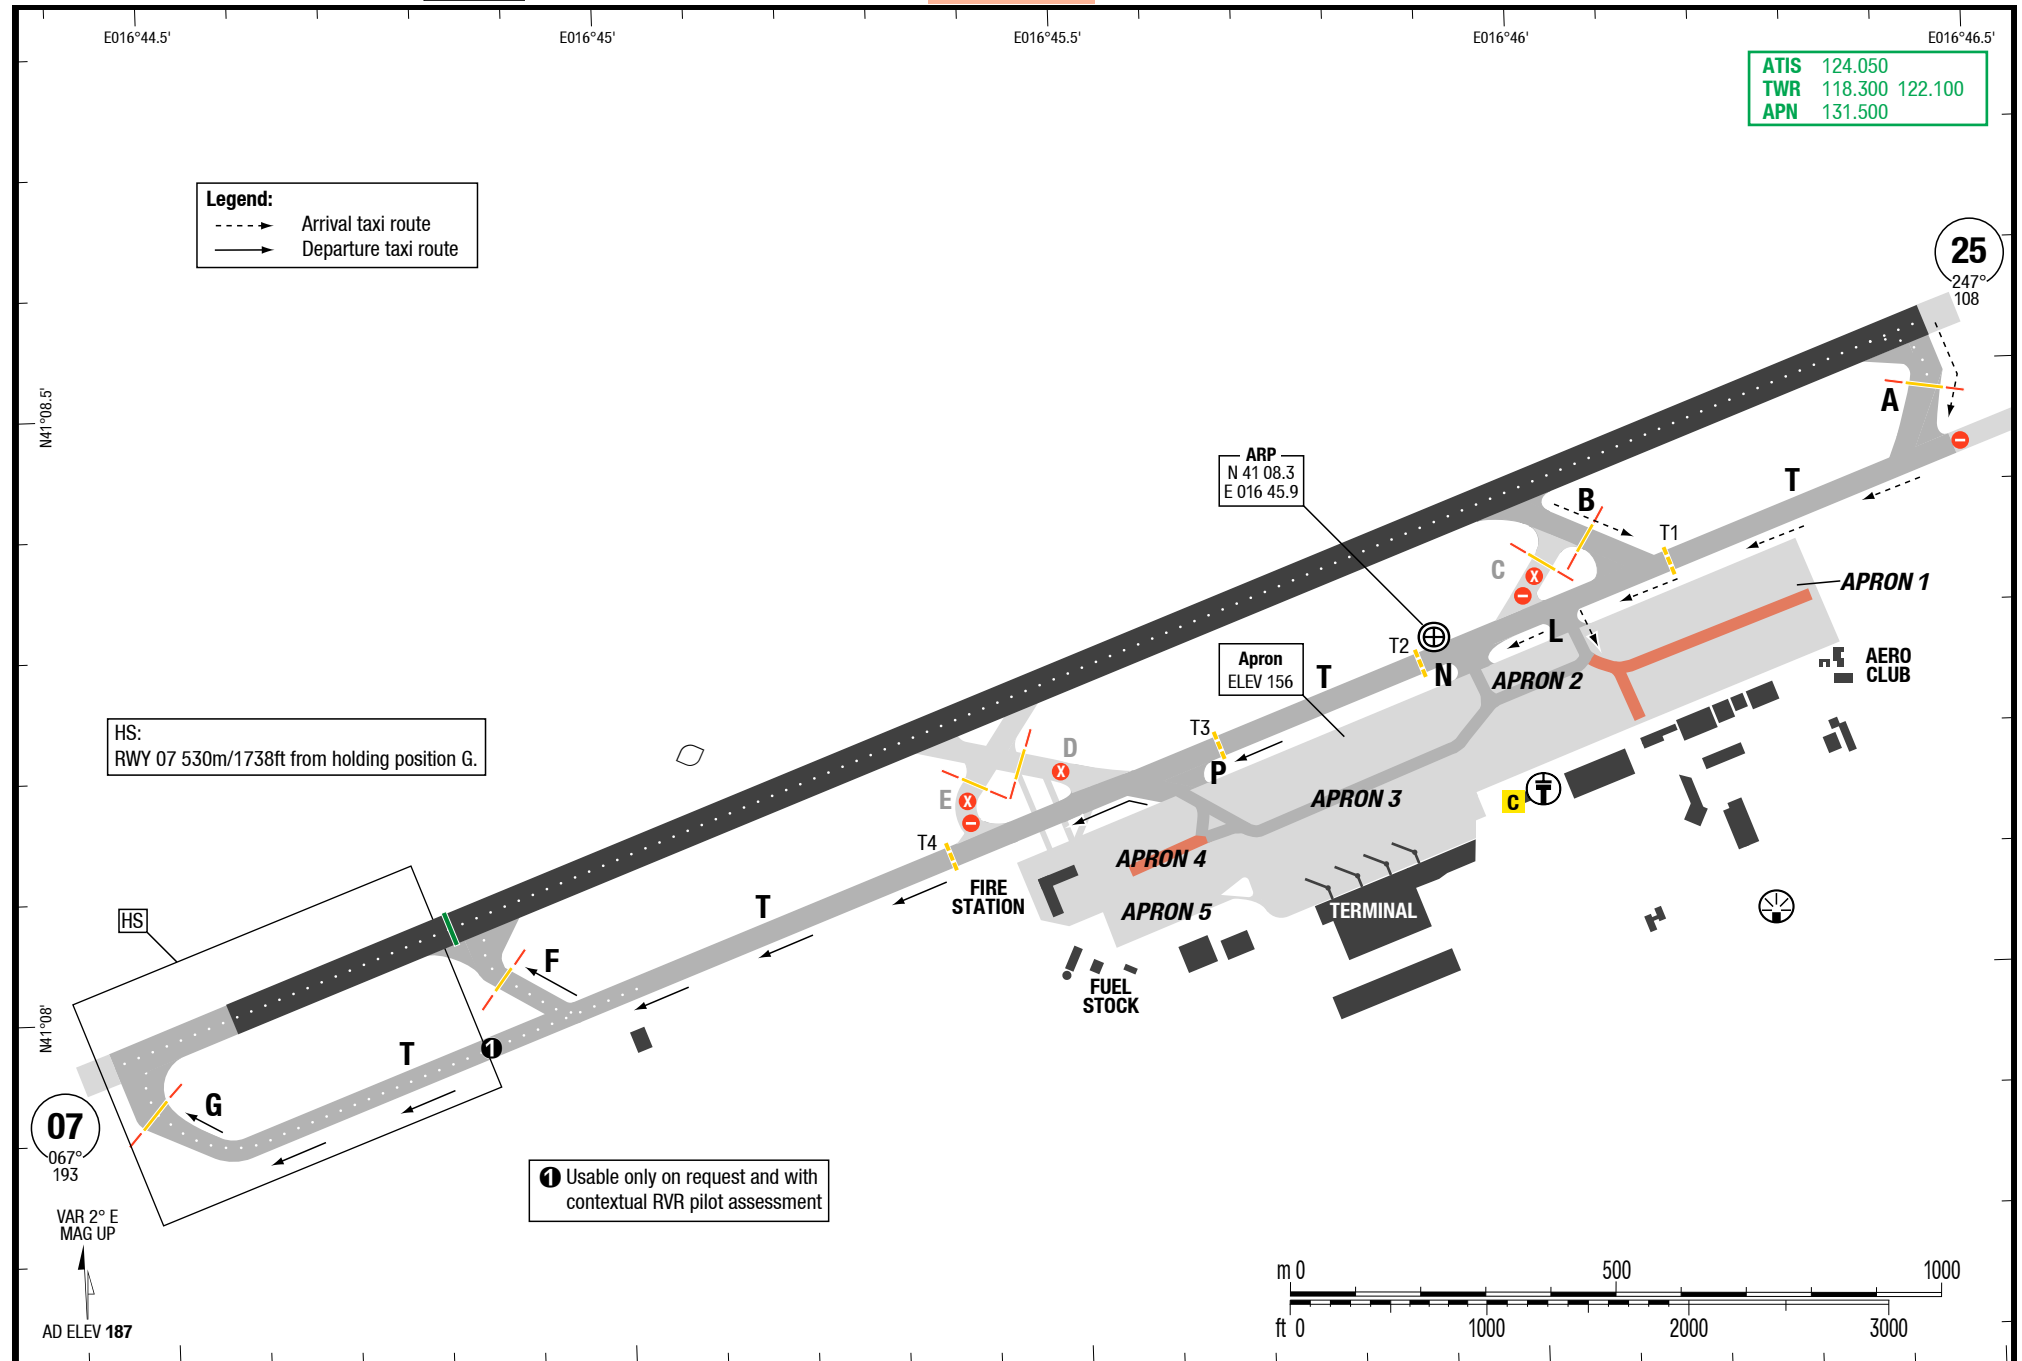 E016°44.5'
E016°45'
E016°45.5'
E016°46'
E016°46.5'
ATIS 124.050
TWR 118.300 122.100
APN 131.500
Legend:
Arrival taxi route
Departure taxi route
25
247°
108
N41°08.5'
A
T
ARP
N 41 08.3
E 016 45.9
B
T1
C
X
APRON 1
L
T2
N
T
Apron
ELEV 156
APRON 2
AERO
CLUB
HS:
RWY 07 530m/1738ft from holding position G.
T3
P
D
X
E
X
APRON 3
C
T4
APRON 4
FIRE
STATION
APRON 5
TERMINAL
T
HS
F
FUEL
STOCK
N41°08'
T
1
G
07
067°
193
1 Usable only on request and with
contextual RVR pilot assessment
VAR 2° E
MAG UP
AD ELEV 187
m 0 500 1000
ft 0 1000 2000 3000